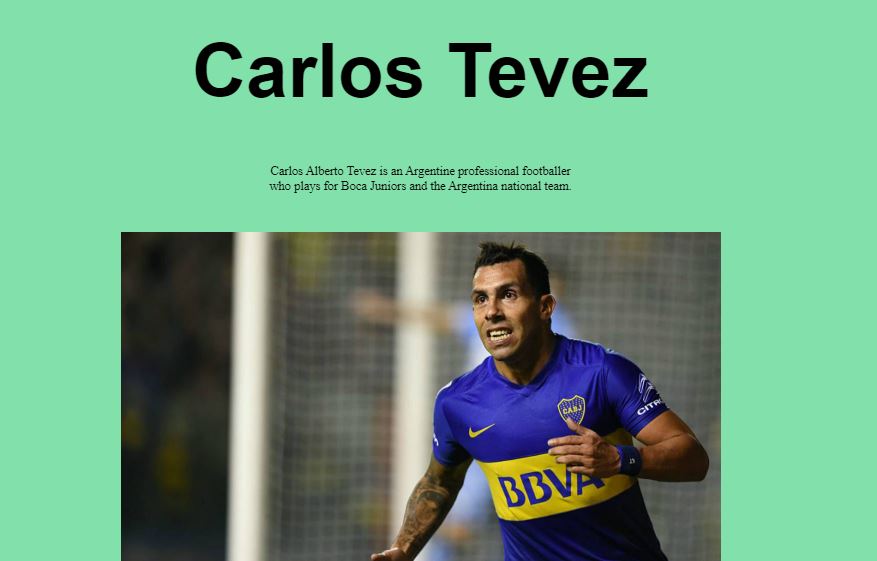 Carlos Tevez
Carlos Alberto Tevez is an Argentine professional footballer
who plays for Boca Juniors and the Argentina national team.
CABJ
CITR
BBVA